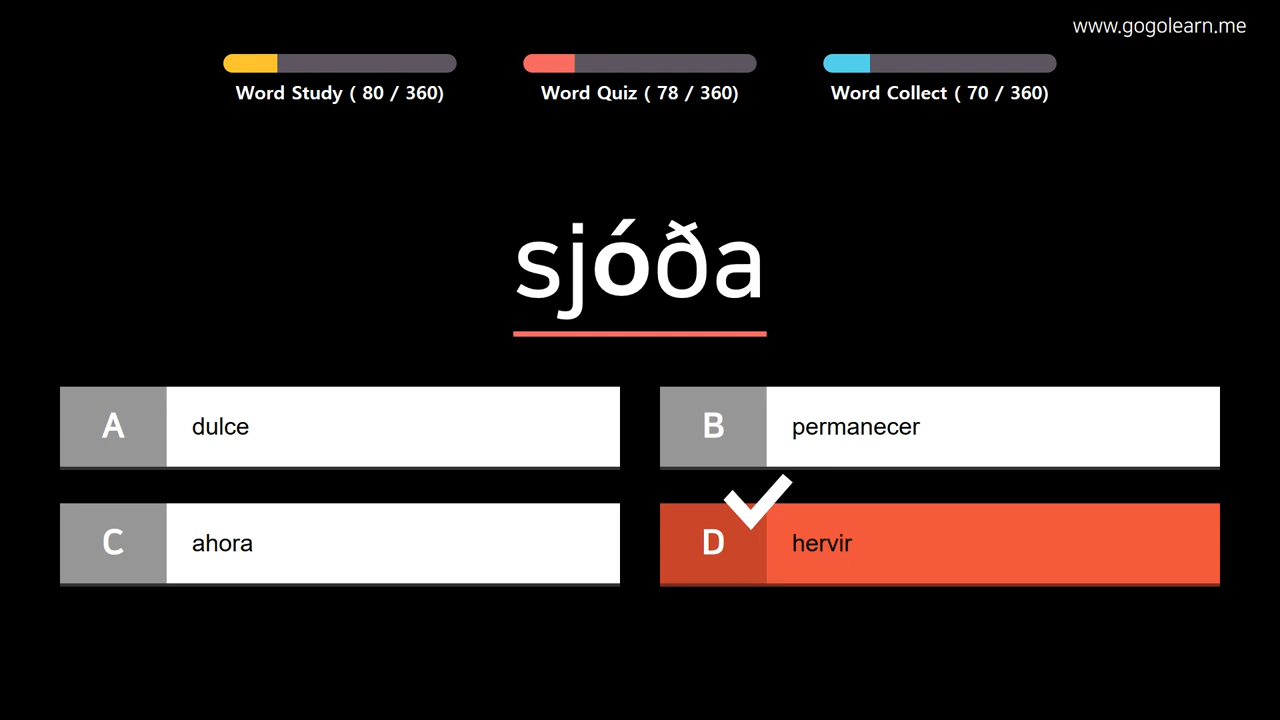 www.gogolearn.me
Word Study ( 80 / 360)
Word Quiz ( 78 / 360)
Word Collect ( 70 / 360)
sjóða
A dulce
B permanecer
C ahora
D hervir